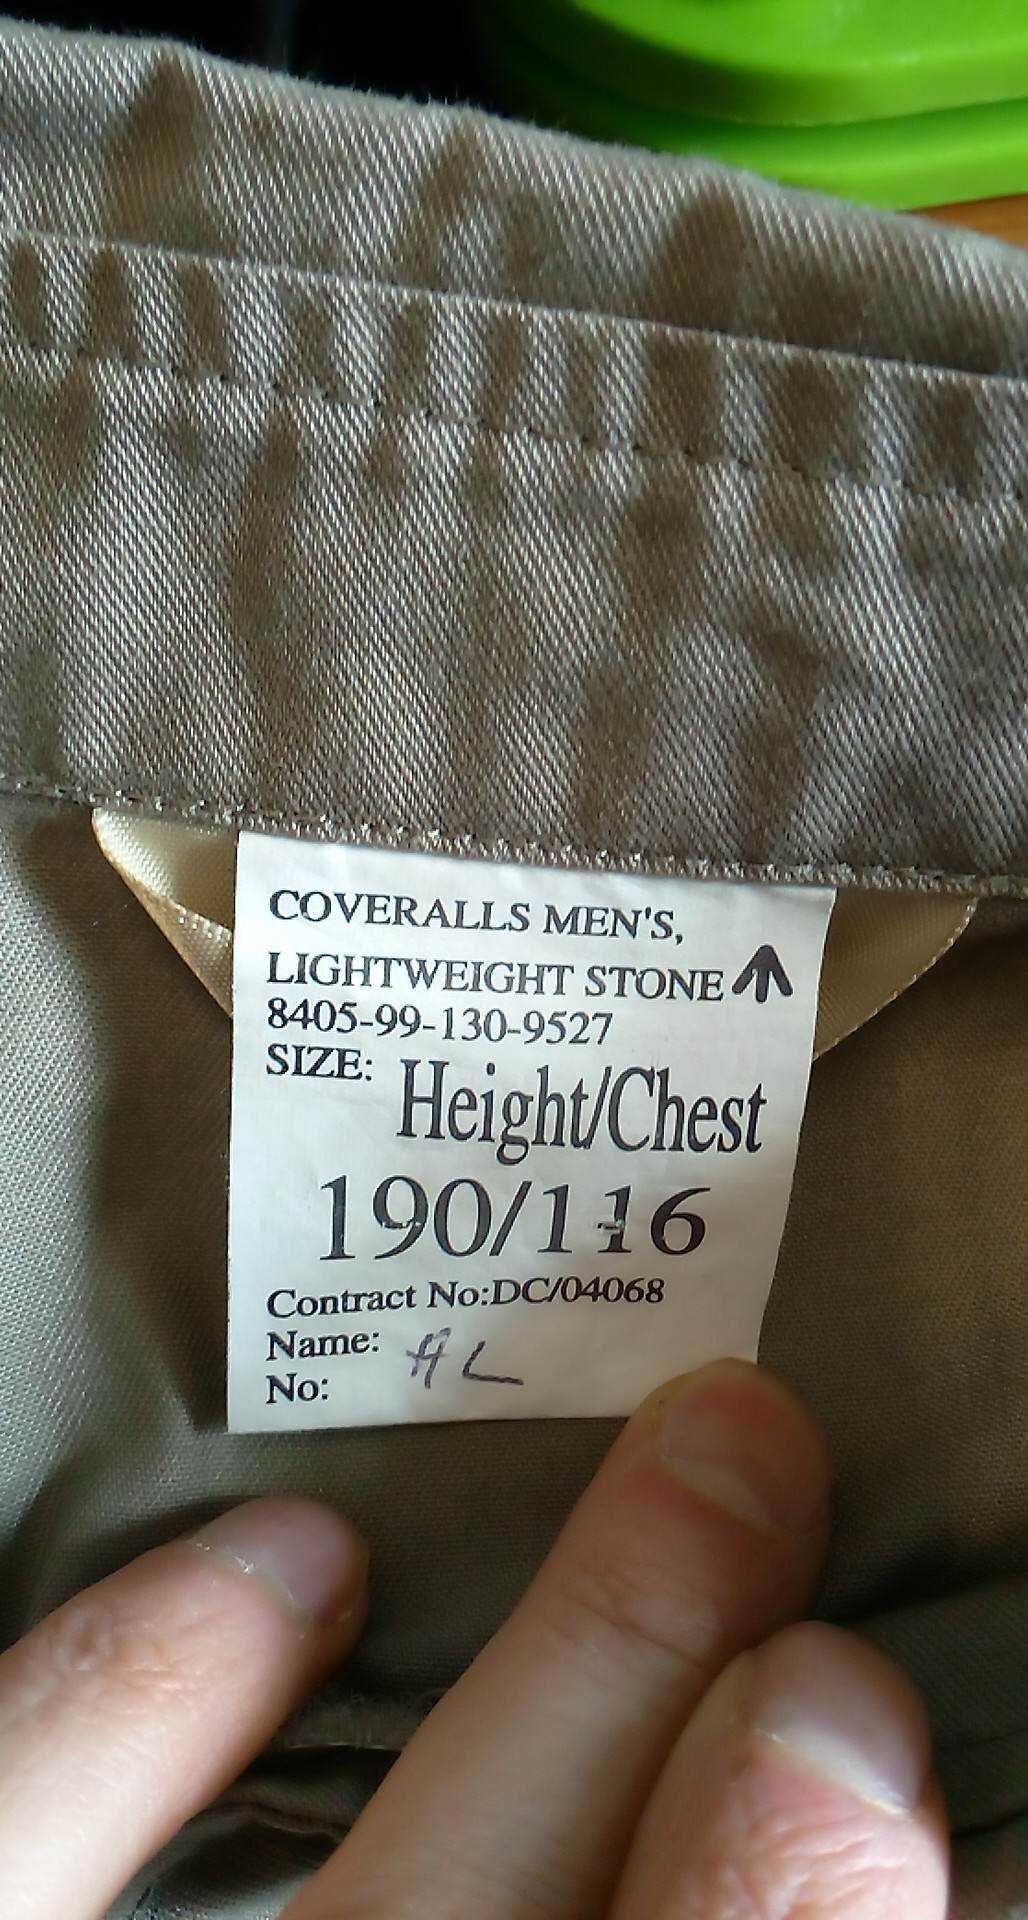 COVERALLS MEN'S,
LIGHTWEIGHT STONE
8405-99-130-9527
SIZE: Height/Chest
190/116
Contract No:DC/04068
Name: AL
No: